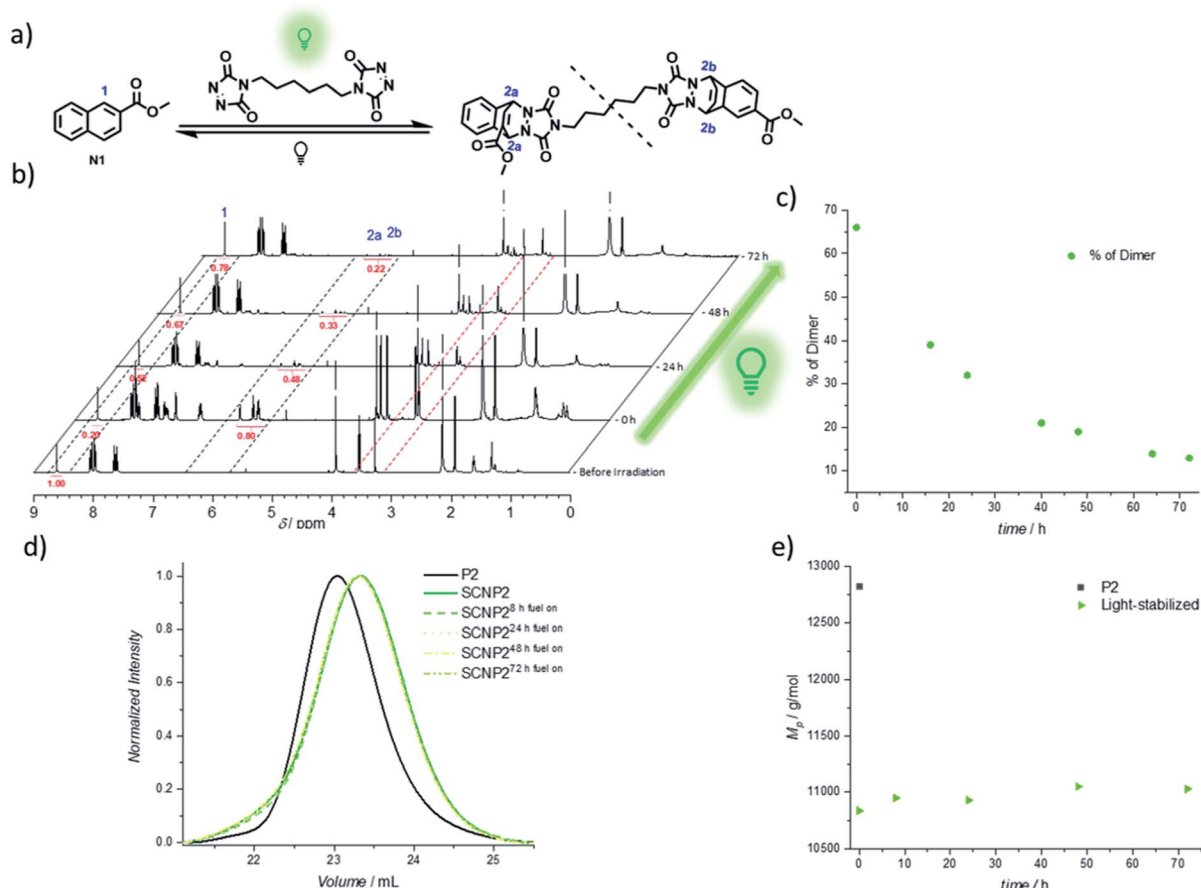 a)
O
O
O
O
N
N
N
N
N
N
1
O
O
N1
O
O
2a
2a
O
O
N
N
N
O
O
2b
2b
N
N
N
O
O
b)
1
2a 2b
0.78
0.22
72 h
0.67
0.33
48 h
0.52
0.48
24 h
0.20
0.80
0 h
1.00
Before Irradiation
9 8 7 6 5 4 3 2 1 0
δ / ppm
c)
% of Dimer
% of Dimer
70
60
50
40
30
20
10
0 10 20 30 40 50 60 70
time / h
d)
P2
SCNP2
SCNP2 8 h fuel on
SCNP2 24 h fuel on
SCNP2 48 h fuel on
SCNP2 72 h fuel on
Normalized Intensity
1.0
0.8
0.6
0.4
0.2
0.0
22 23 24 25
Volume / mL
e)
P2
Light-stabilized
Mp / g/mol
13000
12500
12000
11500
11000
10500
0 10 20 30 40 50 60 70
time / h